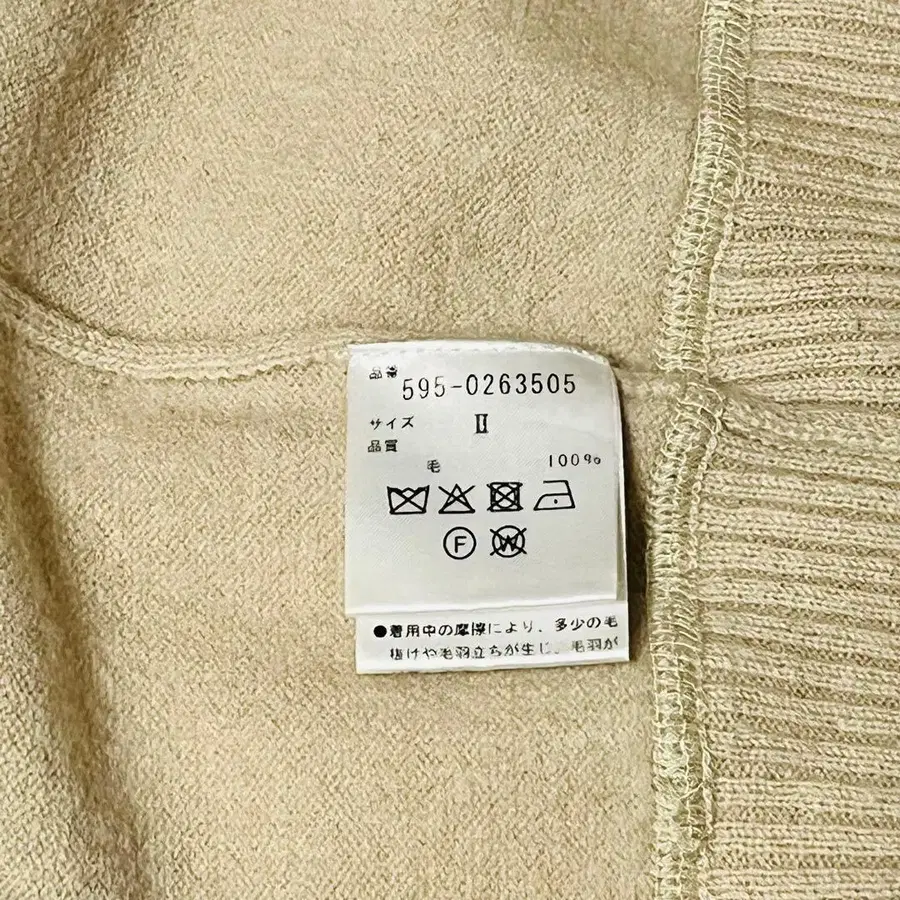 品番 595-0263505
サイズ Ⅱ
品質
毛 100%
F W
●着用中の摩擦により、多少の毛
抜けや毛羽立ちが生じ、毛羽が